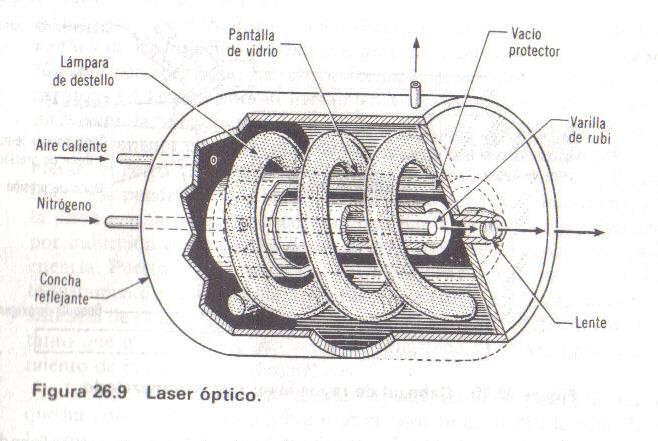 Pantalla
de vidrio
Vacío
protector
Lámpara
de destello
Varilla
de rubi
Aire caliente
Nitrógeno
Concha
reflejante
Lente
Figura 26.9 Laser óptico.